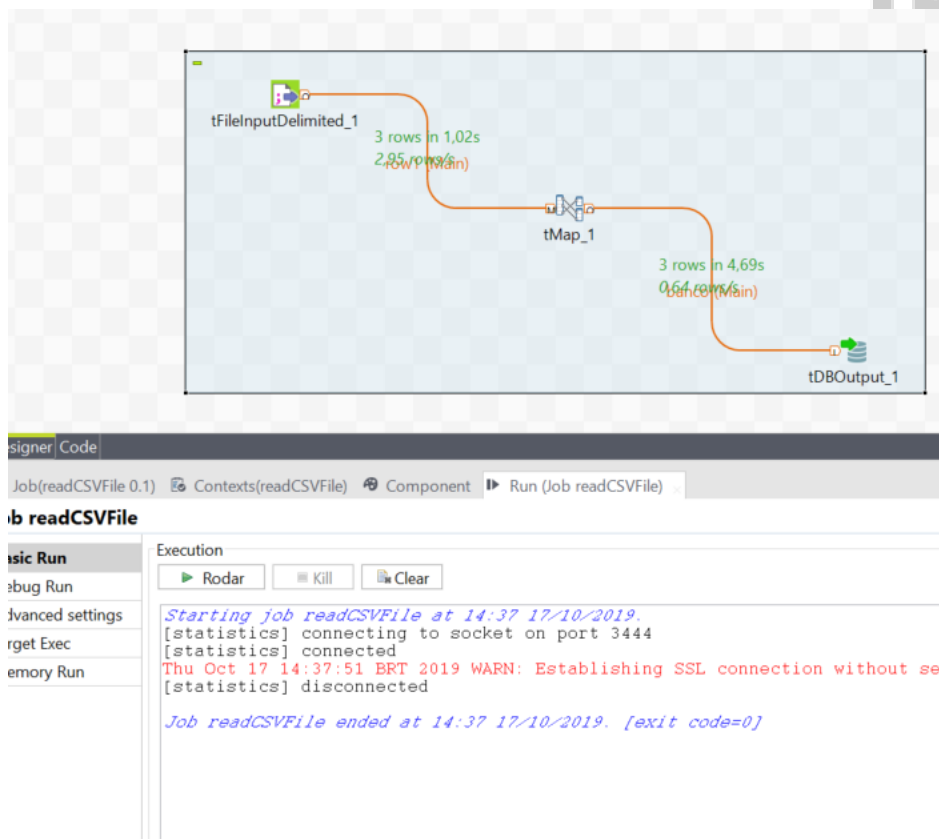 tFileInputDelimited_1
3 rows in 1,02s
2,95 rows/s
row1 (Main)
tMap_1
3 rows in 4,69s
0,64 rows/s
banco (Main)
tDBOutput_1
esigner Code
Job(readCSVFile 0.1) Contexts(readCSVFile) Component Run (Job readCSVFile)
ob readCSVFile
asic Run
Execution
ebug Run
Rodar Kill Clear
dvanced settings
Starting job readCSVFile at 14:37 17/10/2019.
[statistics] connecting to socket on port 3444
rget Exec
[statistics] connected
emory Run
Thu Oct 17 14:37:51 BRT 2019 WARN: Establishing SSL connection without se
[statistics] disconnected
Job readCSVFile ended at 14:37 17/10/2019. [exit code=0]